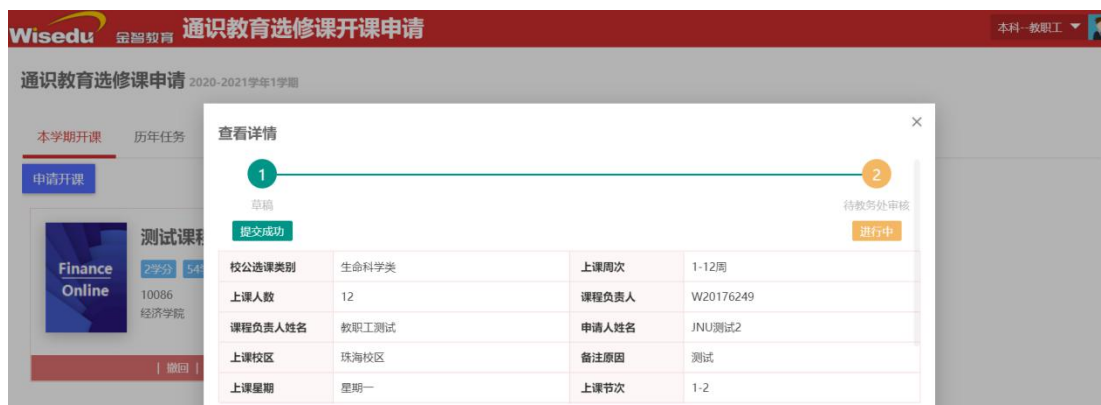 Wisedu 金智教育 通识教育选修课开课申请 本科--教职工
通识教育选修课申请 2020-2021学年1学期
本学期开课 历年任务
申请开课
查看详情 ×
1 2
草稿 待教务处审核
提交成功 进行中
测试课程
2学分 54
Finance
Online
10086
经济学院
| 撤回 |
校公选课类别 生命科学类 上课周次 1-12周
上课人数 12 课程负责人 W20176249
课程负责人姓名 教职工测试 申请人姓名 JNU测试2
上课校区 珠海校区 备注原因 测试
上课星期 星期一 上课节次 1-2